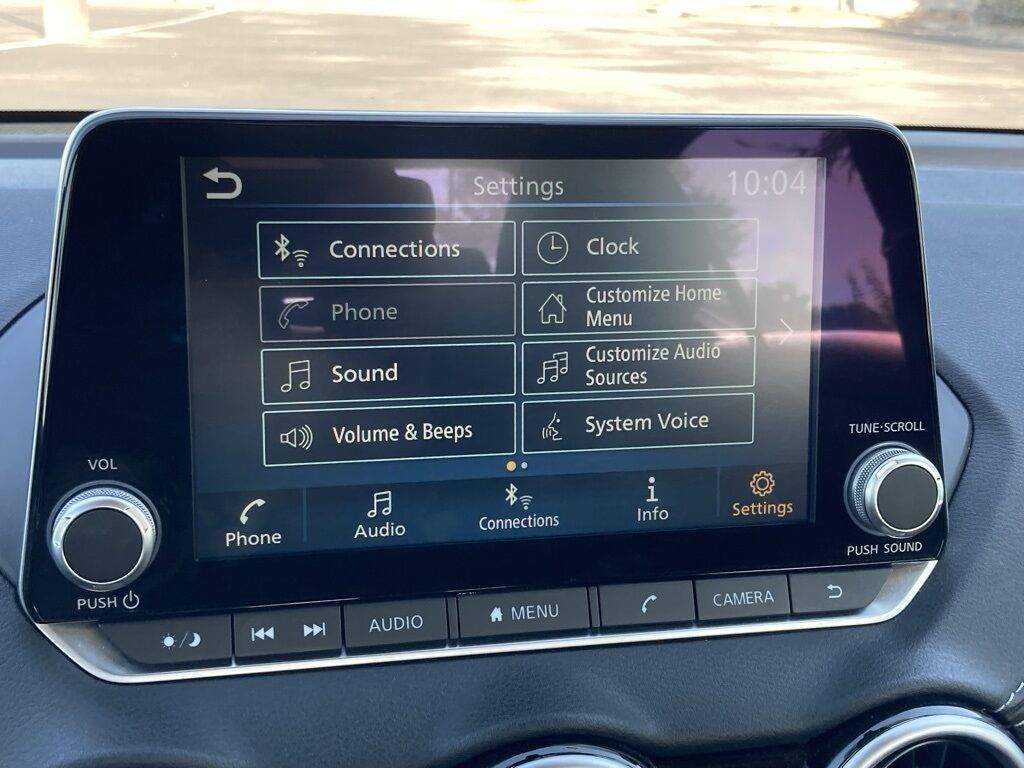 Settings
10:04
Connections
Clock
Phone
Customize Home
Menu
Sound
Customize Audio
Sources
Volume & Beeps
System Voice
Phone
Audio
Connections
Info
Settings
VOL
PUSH
TUNE·SCROLL
PUSH SOUND
AUDIO
MENU
CAMERA